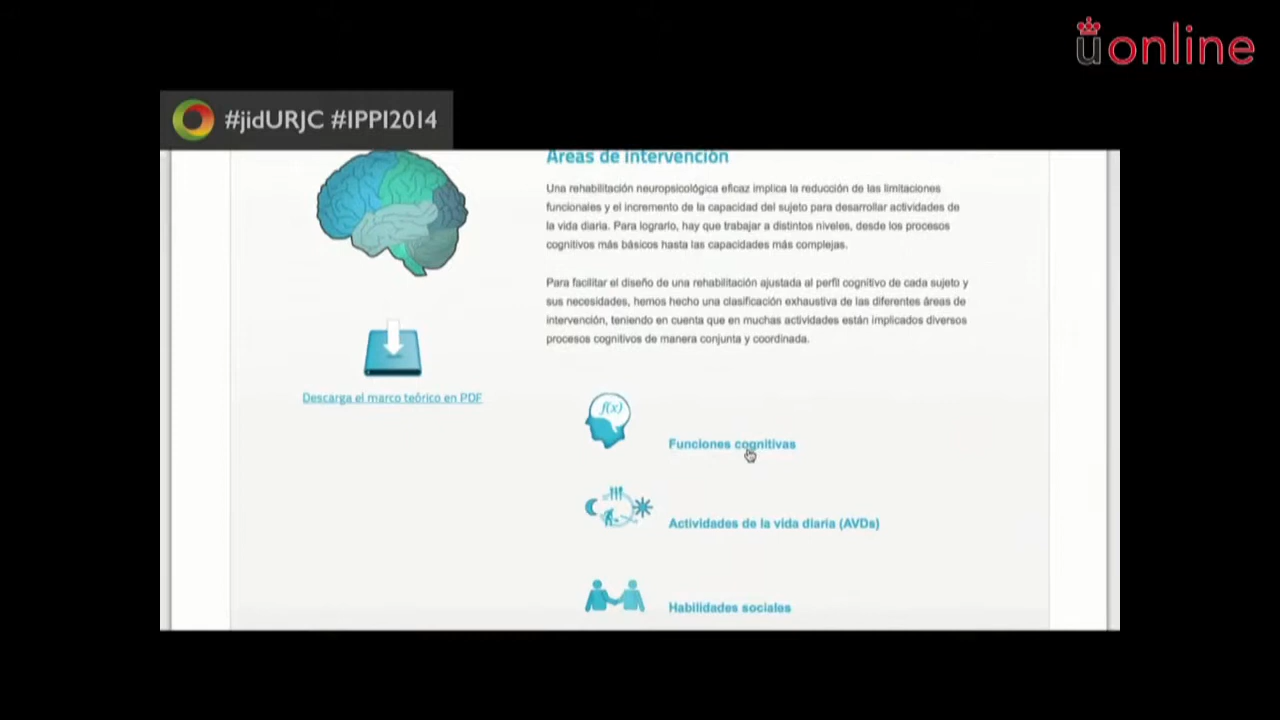 uonline
#jidURJC #IPPI2014
Áreas de intervención
Una rehabilitación neuropsicológica eficaz implica la reducción de las limitaciones
funcionales y el incremento de la capacidad del sujeto para desarrollar actividades de
la vida diaria. Para lograrlo, hay que trabajar a distintos niveles, desde los procesos
cognitivos más básicos hasta las capacidades más complejas.
Para facilitar el diseño de una rehabilitación ajustada al perfil cognitivo de cada sujeto y
sus necesidades, hemos hecho una clasificación exhaustiva de las diferentes áreas de
intervención, teniendo en cuenta que en muchas actividades están implicados diversos
procesos cognitivos de manera conjunta y coordinada.
Descarga el marco teórico en PDF
f(x)
Funciones cognitivas
Actividades de la vida diaria (AVDs)
Habilidades sociales